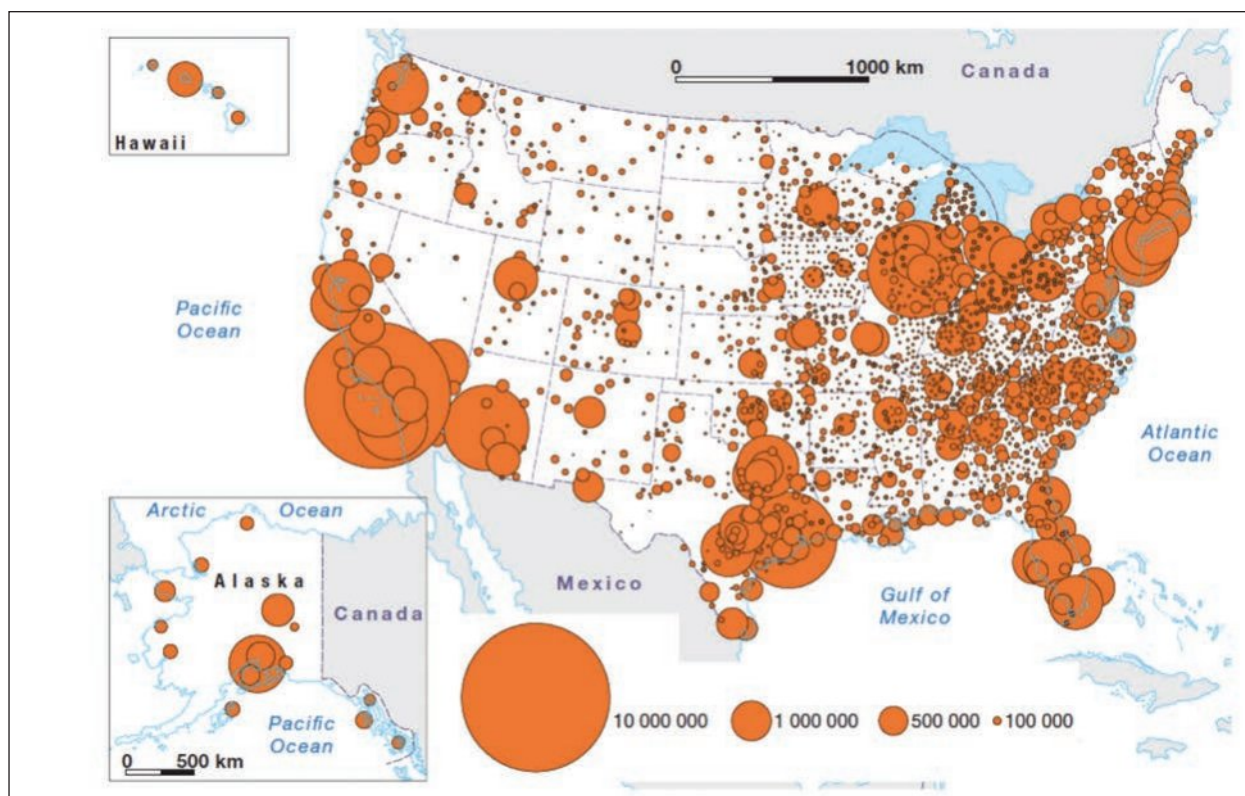 0 1000 km
Canada
Hawaii
Pacific
Ocean
Atlantic
Ocean
Arctic Ocean
Alaska
Canada
Mexico
Gulf of
Mexico
Pacific
Ocean
0 500 km
10 000 000
1 000 000
500 000
100 000